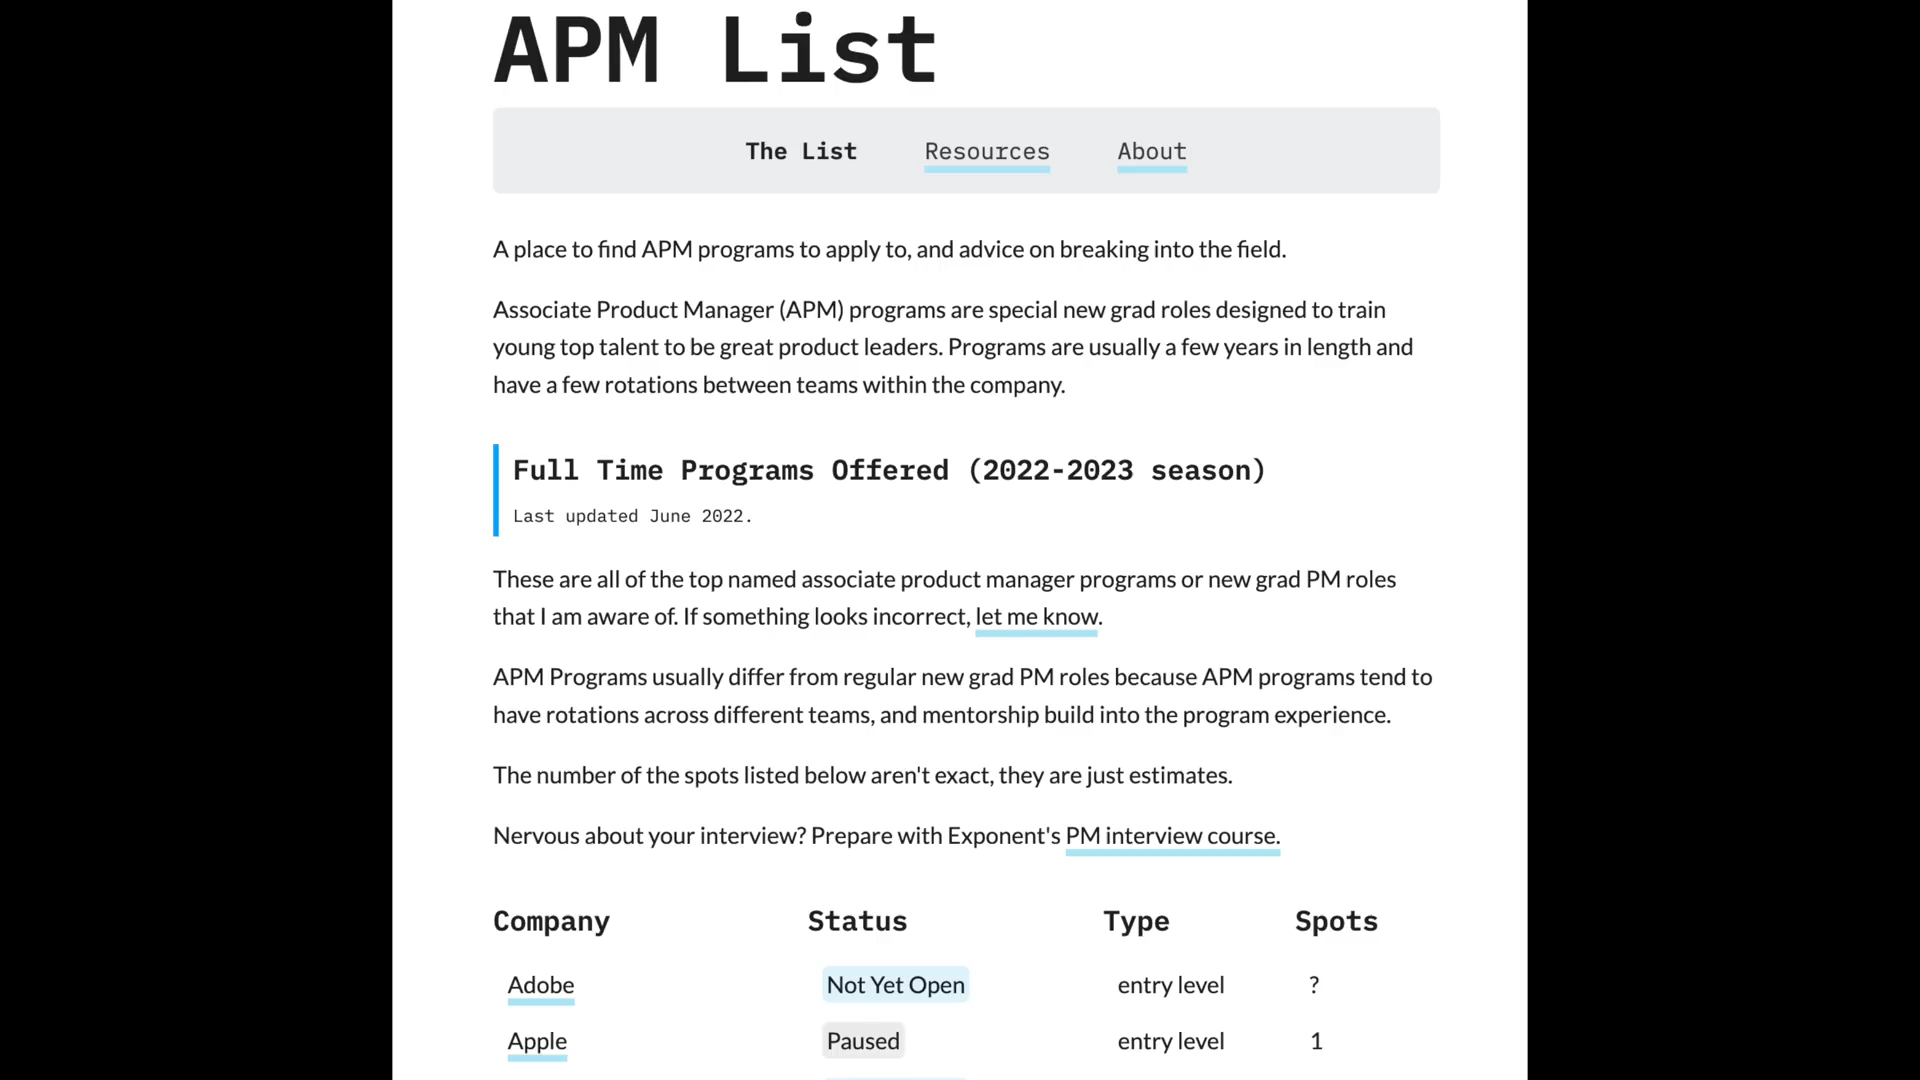 APM List
The List Resources About
A place to find APM programs to apply to, and advice on breaking into the field.
Associate Product Manager (APM) programs are special new grad roles designed to train
young top talent to be great product leaders. Programs are usually a few years in length and
have a few rotations between teams within the company.
Full Time Programs Offered (2022-2023 season)
Last updated June 2022.
These are all of the top named associate product manager programs or new grad PM roles
that I am aware of. If something looks incorrect, let me know.
APM Programs usually differ from regular new grad PM roles because APM programs tend to
have rotations across different teams, and mentorship build into the program experience.
The number of the spots listed below aren't exact, they are just estimates.
Nervous about your interview? Prepare with Exponent's PM interview course.
Company Status Type Spots
Adobe Not Yet Open entry level ?
Apple Paused entry level 1